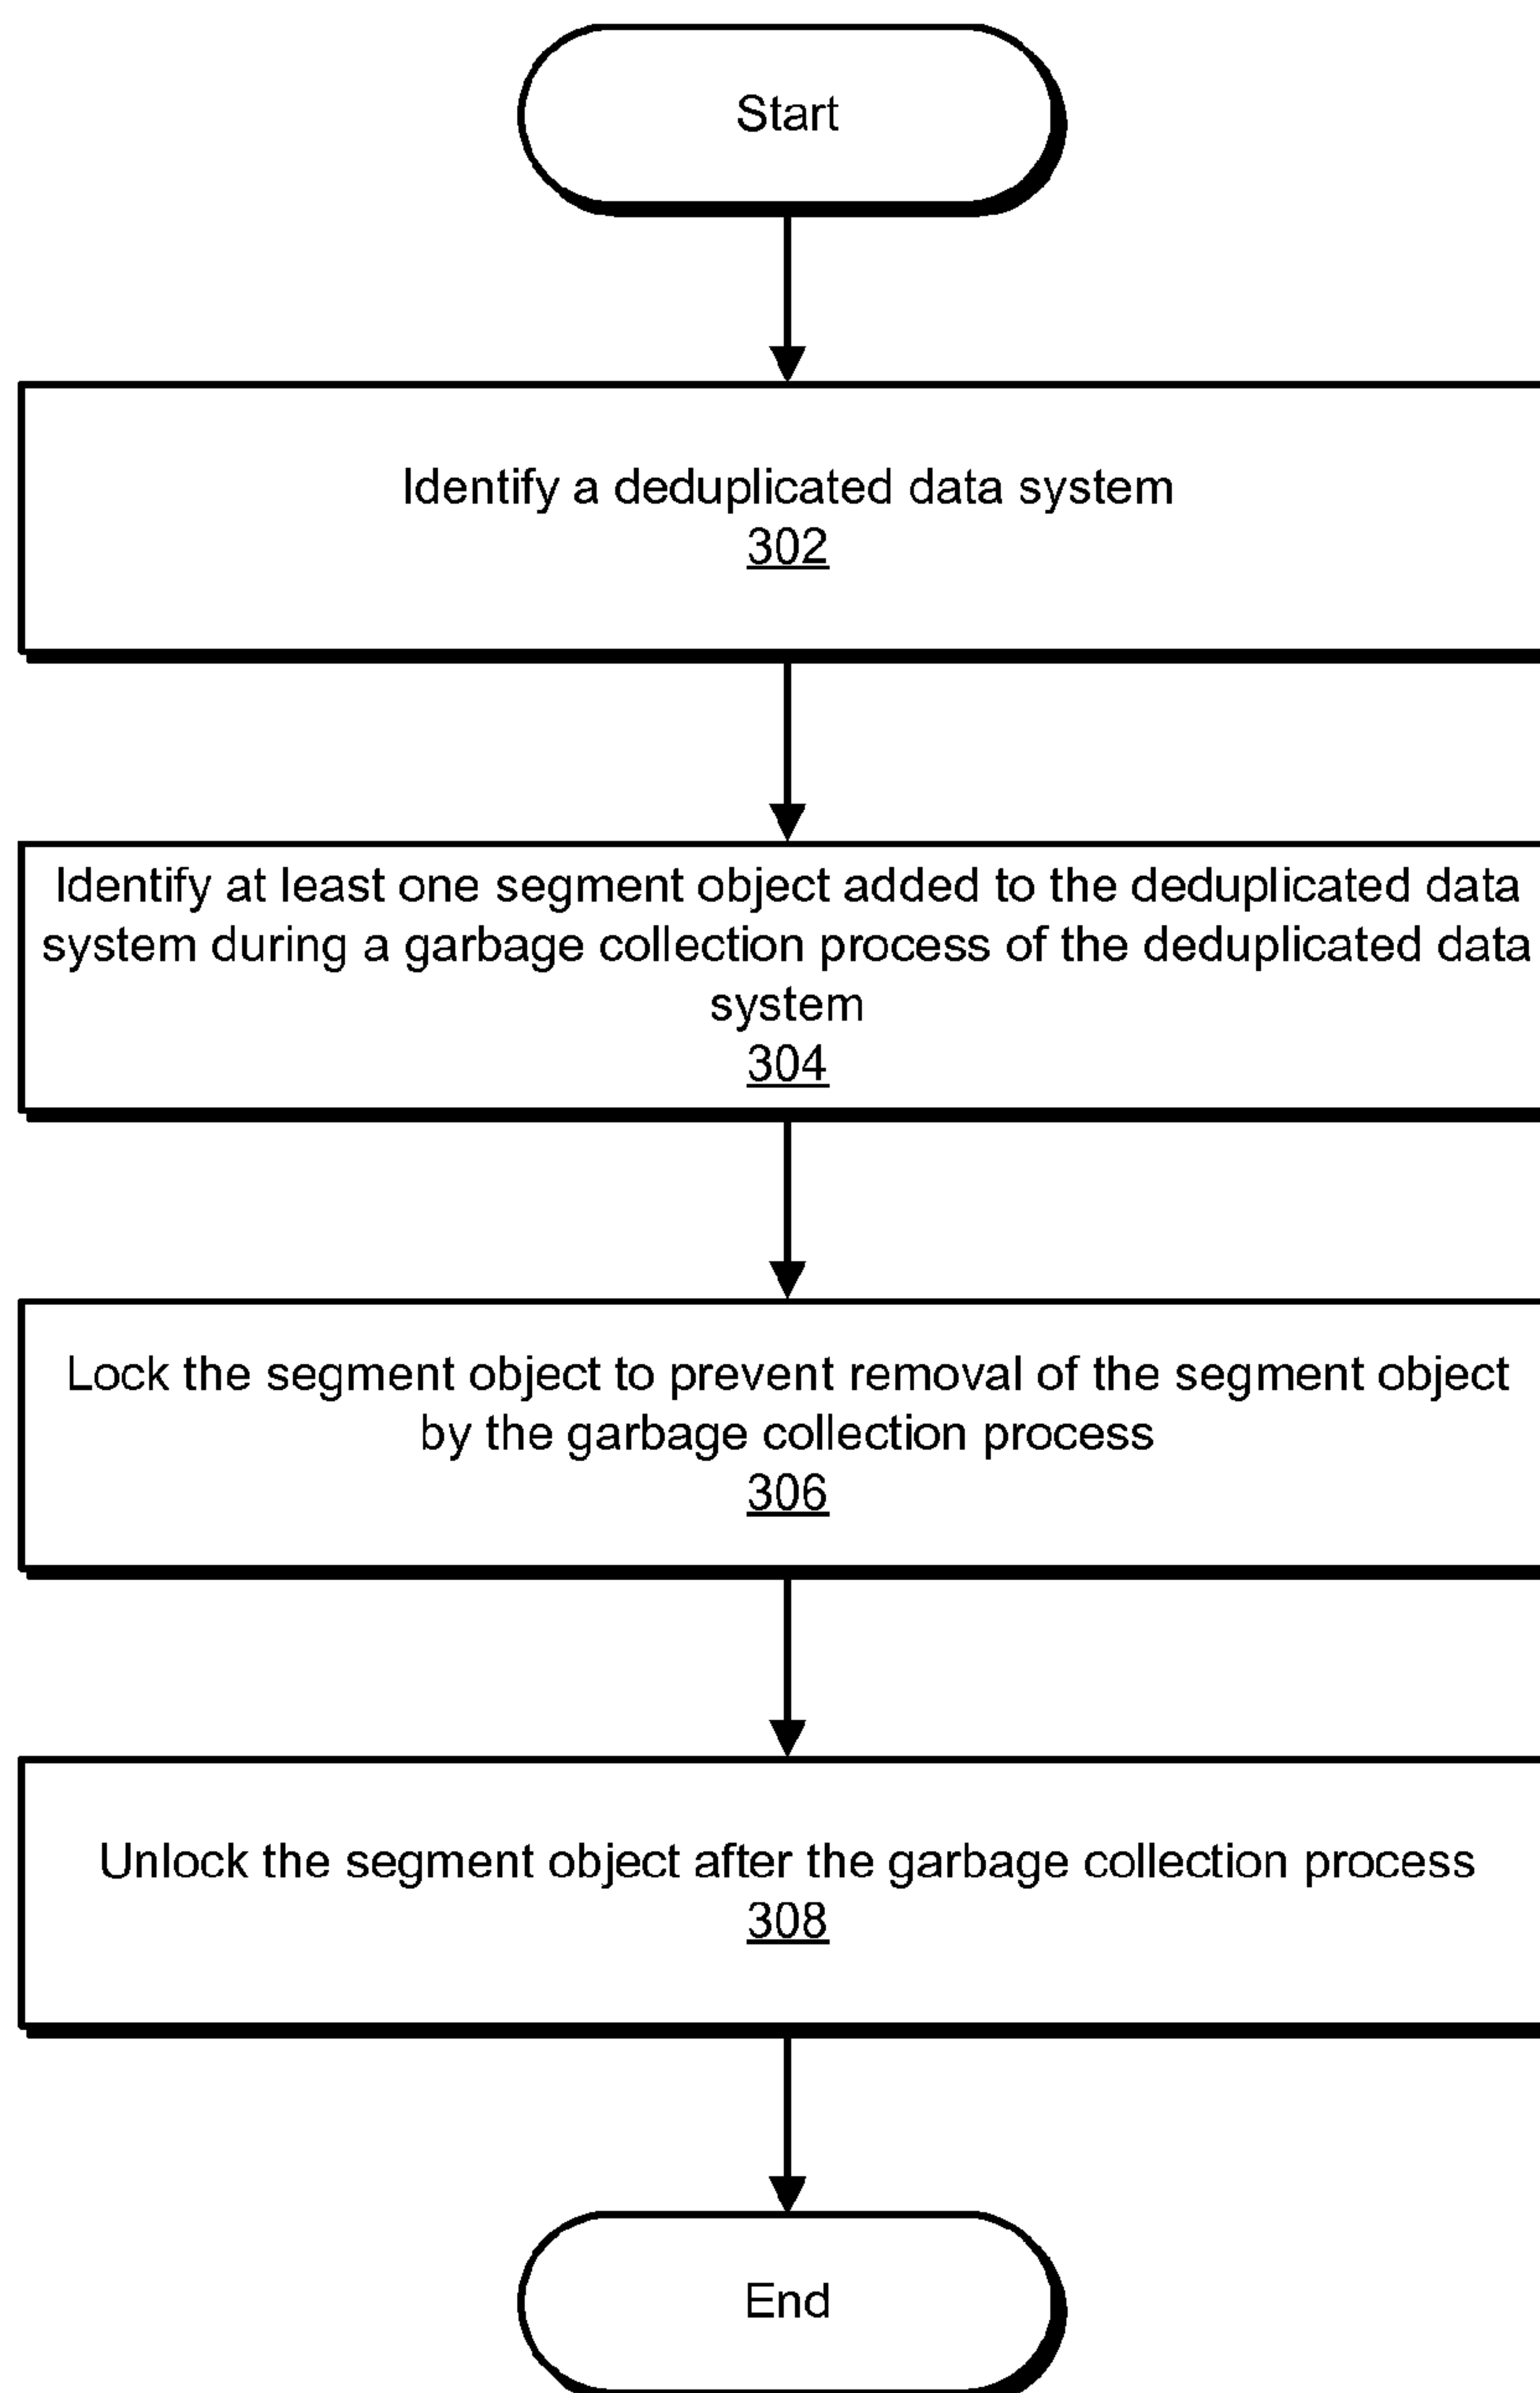 Start
Identify a deduplicated data system
302
Identify at least one segment object added to the deduplicated data
system during a garbage collection process of the deduplicated data
system
304
Lock the segment object to prevent removal of the segment object
by the garbage collection process
306
Unlock the segment object after the garbage collection process
308
End